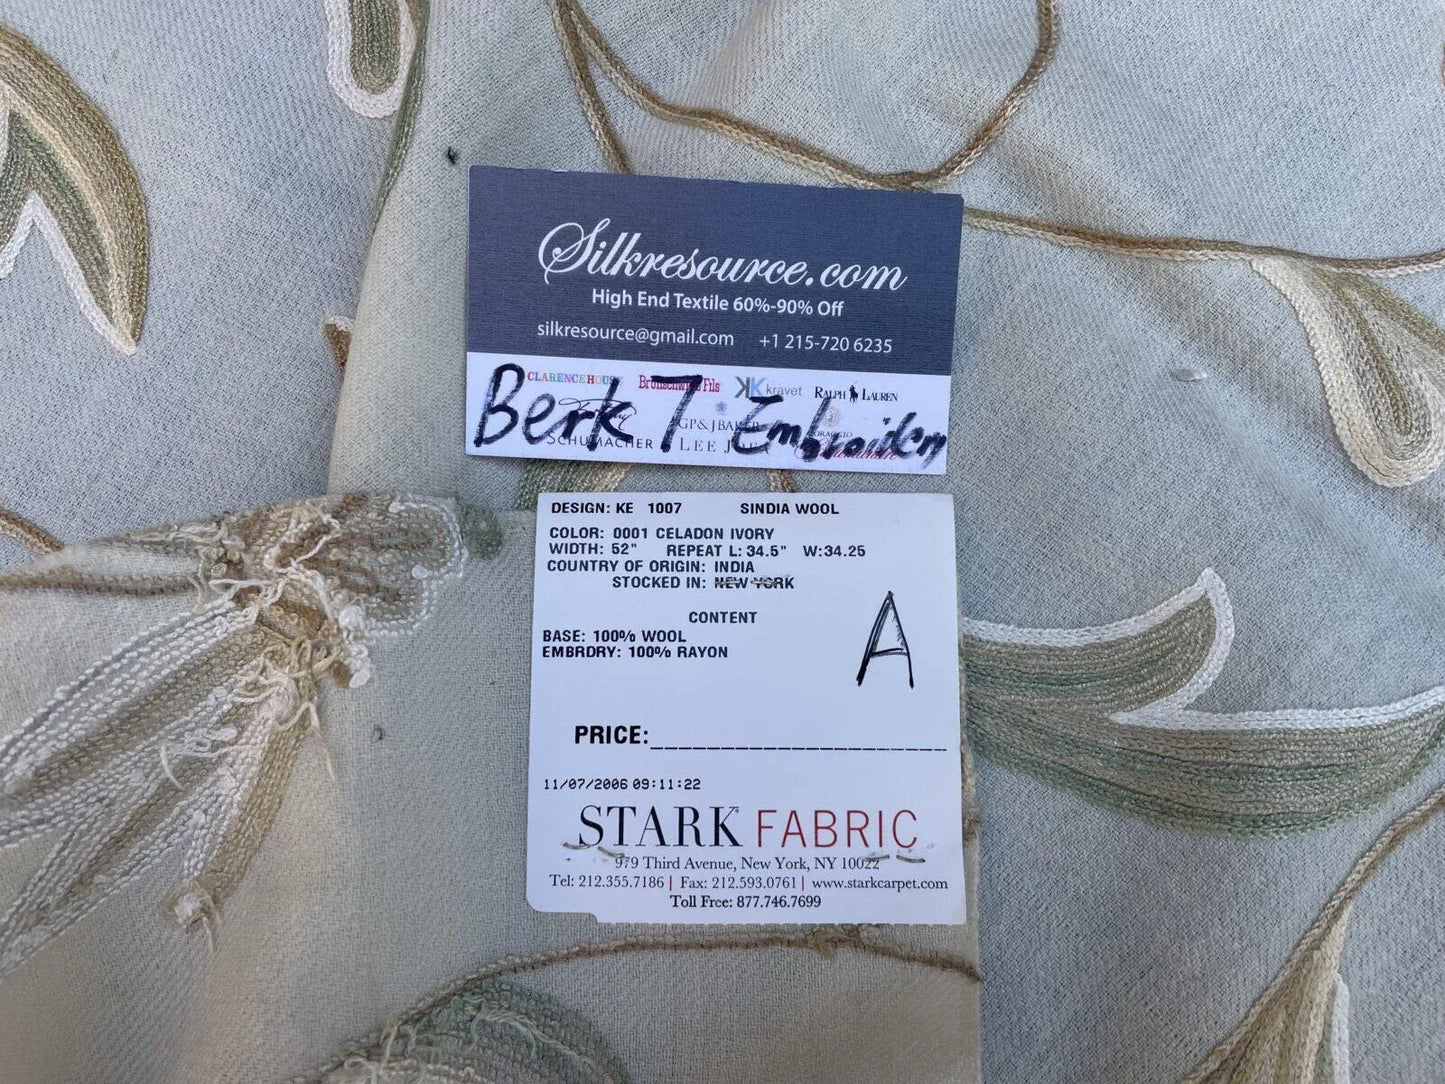 Silkresource.com
High End Textile 60%-90% Off
silkresource@gmail.com +1 215-720 6235
CLARENCE HOUSE Brunschwig & Fils kravet RALPH LAUREN
Berk 7 Embroidery
SCHUMACHER GP & J BAKER LEE JOFA
DESIGN: KE 1007 SINDIA WOOL
COLOR: 0001 CELADON IVORY
WIDTH: 52" REPEAT L: 34.5" W:34.25
COUNTRY OF ORIGIN: INDIA
STOCKED IN: NEW YORK
CONTENT
BASE: 100% WOOL
EMBRDRY: 100% RAYON
A
PRICE:
11/07/2006 09:11:22
STARK FABRIC
979 Third Avenue, New York, NY 10022
Tel: 212.355.7186 | Fax: 212.593.0761 | www.starkcarpet.com
Toll Free: 877.746.7699